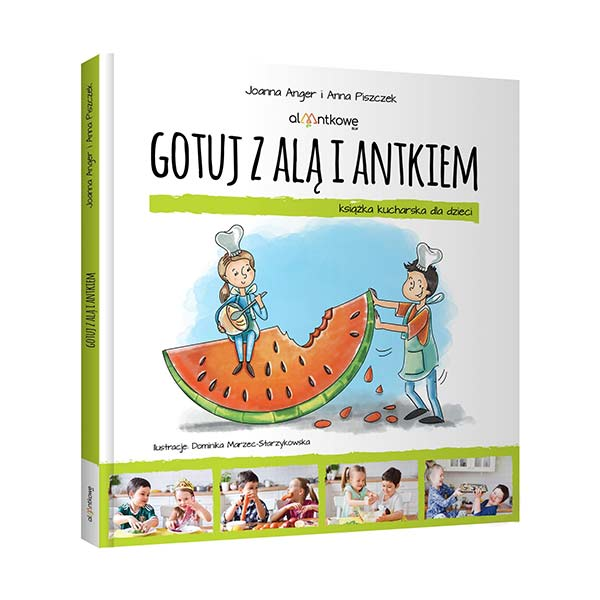 Joanna Anger i Anna Piszczek
alantkowe
GOTUJ Z ALĄ I ANTKIEM
książka kucharska dla dzieci
Ilustracje: Dominika Marzec-Starzykowska
Joanna Anger i Anna Piszczek
GOTUJ Z ALĄ I ANTKIEM
alantkowe